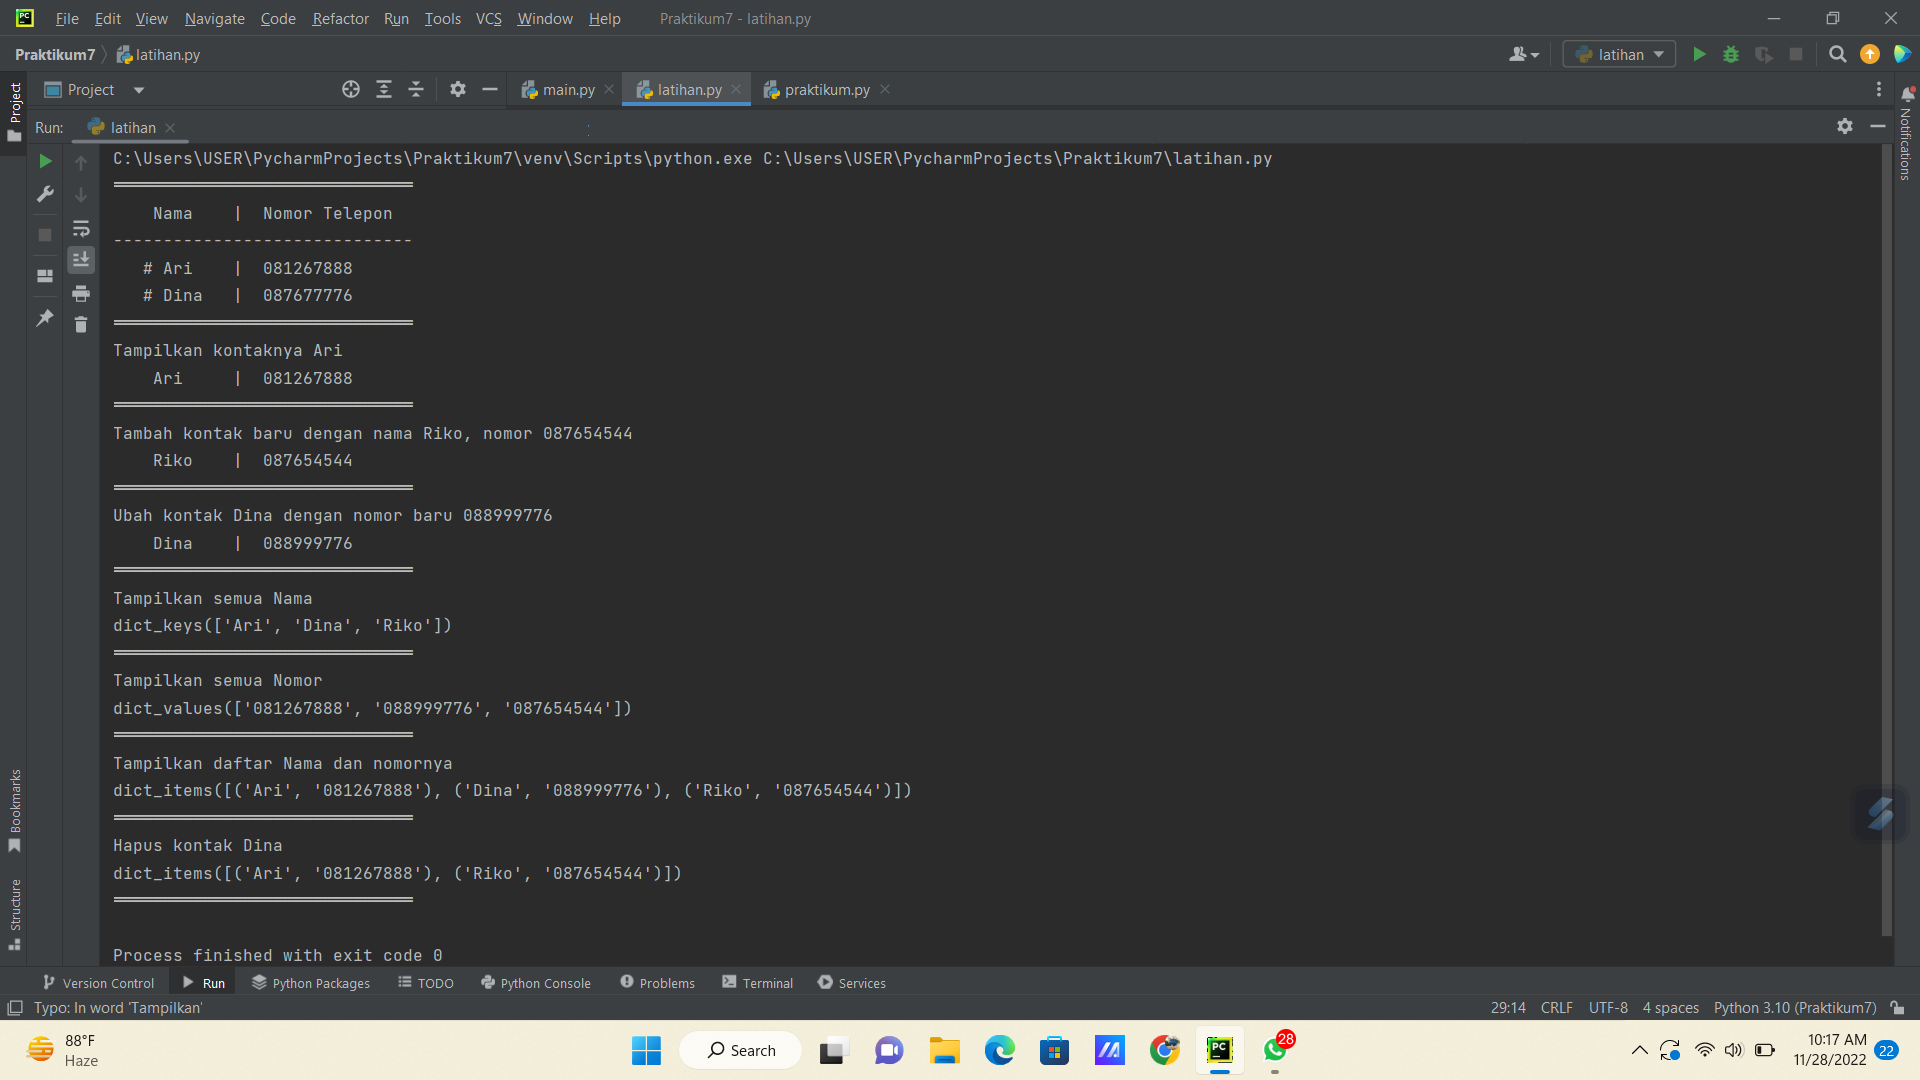 PC
File Edit View Navigate Code Refactor Run Tools VCS Window Help Praktikum7 - latihan.py
Praktikum7 latihan.py
latihan
Project
Project
main.py
latihan.py
praktikum.py
Notifications
Run: latihan
C:\Users\USER\PycharmProjects\Praktikum7\venv\Scripts\python.exe C:\Users\USER\PycharmProjects\Praktikum7\latihan.py
==============================
    Nama    |  Nomor Telepon
------------------------------
   # Ari    |  081267888
   # Dina   |  087677776
==============================
Tampilkan kontaknya Ari
    Ari     |  081267888
==============================
Tambah kontak baru dengan nama Riko, nomor 087654544
    Riko    |  087654544
==============================
Ubah kontak Dina dengan nomor baru 088999776
    Dina    |  088999776
==============================
Tampilkan semua Nama
dict_keys(['Ari', 'Dina', 'Riko'])
==============================
Tampilkan semua Nomor
dict_values(['081267888', '088999776', '087654544'])
==============================
Tampilkan daftar Nama dan nomornya
dict_items([('Ari', '081267888'), ('Dina', '088999776'), ('Riko', '087654544')])
==============================
Hapus kontak Dina
dict_items([('Ari', '081267888'), ('Riko', '087654544')])
==============================
Process finished with exit code 0
Bookmarks
Structure
Version Control Run Python Packages TODO Python Console Problems Terminal Services
Typo: In word 'Tampilkan' 29:14 CRLF UTF-8 4 spaces Python 3.10 (Praktikum7)
88°F
Haze
Search
PC
28
10:17 AM
11/28/2022
22